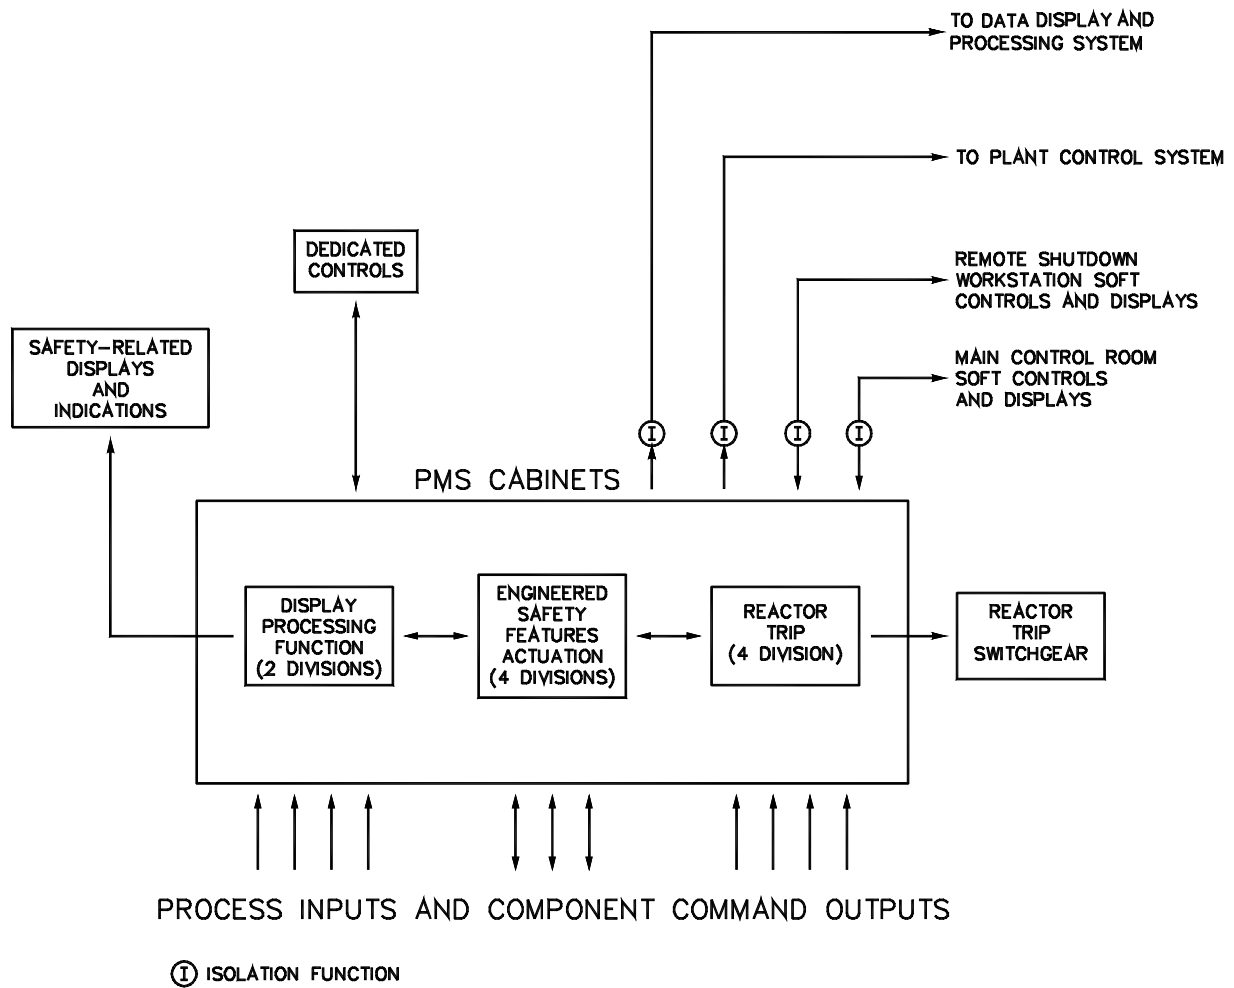 TO DATA DISPLAY AND
PROCESSING SYSTEM
TO PLANT CONTROL SYSTEM
DEDICATED
CONTROLS
REMOTE SHUTDOWN
WORKSTATION SOFT
CONTROLS AND DISPLAYS
SAFETY-RELATED
DISPLAYS
AND
INDICATIONS
MAIN CONTROL ROOM
SOFT CONTROLS
AND DISPLAYS
I
I
I
I
PMS CABINETS
DISPLAY
PROCESSING
FUNCTION
(2 DIVISIONS)
ENGINEERED
SAFETY
FEATURES
ACTUATION
(4 DIVISIONS)
REACTOR
TRIP
(4 DIVISION)
REACTOR
TRIP
SWITCHGEAR
PROCESS INPUTS AND COMPONENT COMMAND OUTPUTS
I ISOLATION FUNCTION